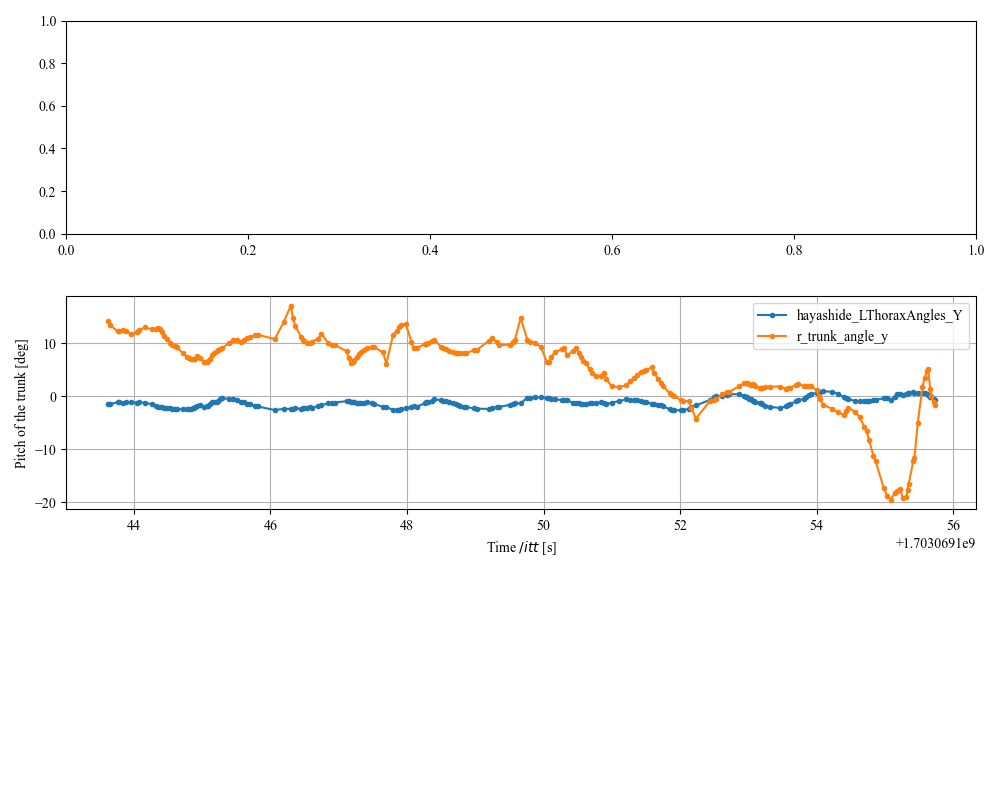 1.0
0.8
0.6
0.4
0.2
0.0
0.0 0.2 0.4 0.6 0.8 1.0
Pitch of the trunk [deg]
10
0
−10
−20
hayashide_LThoraxAngles_Y
r_trunk_angle_y
44 46 48 50 52 54 56
Time /itt [s]
+1.7030691e9